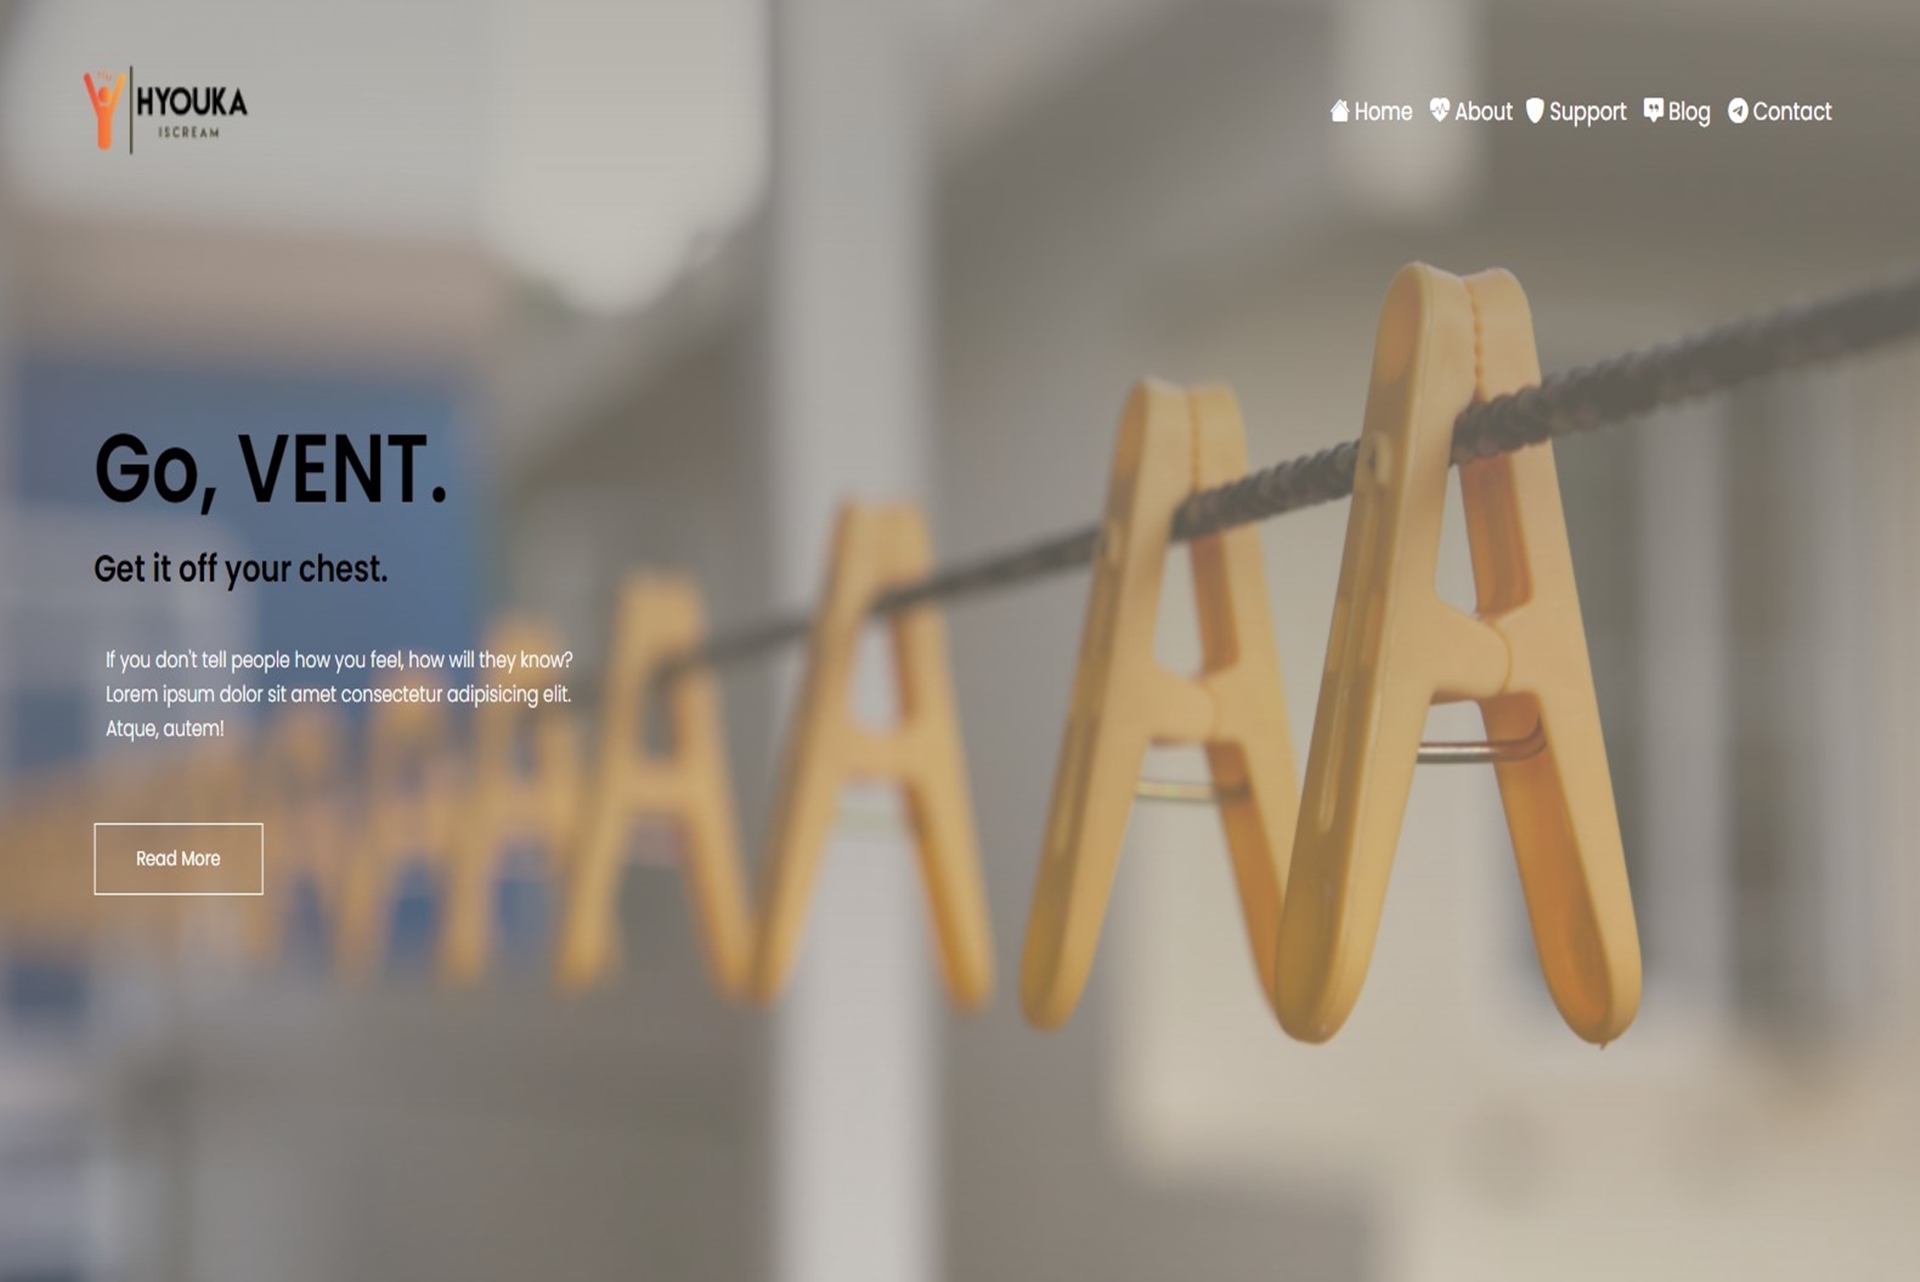 HYOUKA
ISCREAM
Home About Support Blog Contact
Go, VENT.
Get it off your chest.
If you don't tell people how you feel, how will they know?
Lorem ipsum dolor sit amet consectetur adipisicing elit.
Atque, autem!
Read More